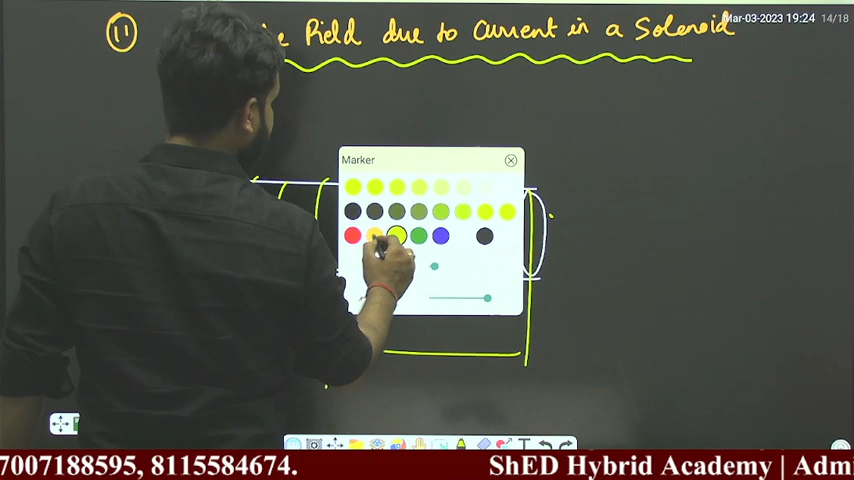 11 Field due to Current in a Solenoid
Mar-03-2023 19:24 14/18
Marker
7007188595, 8115584674. ShED Hybrid Academy | Adm